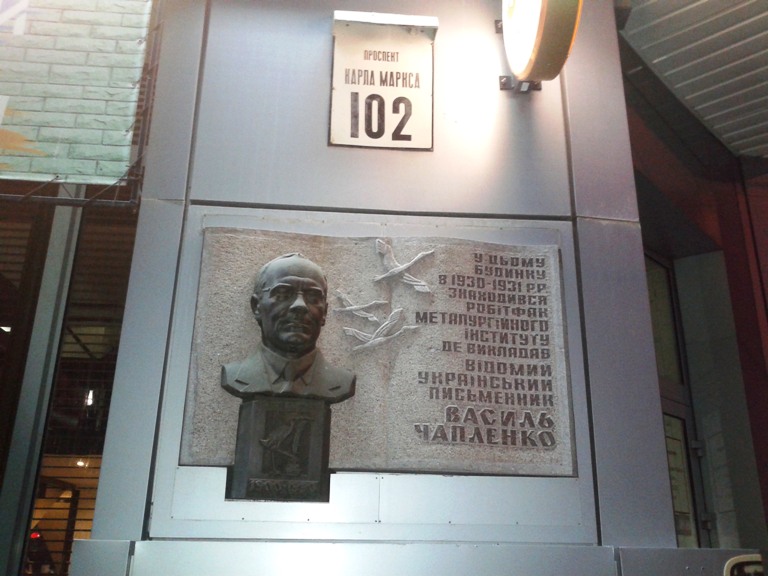 ПРОСПЕКТ
КАРЛА МАРКСА
102
У ЦЬОМУ
БУДИНКУ
В 1930-1931 РР.
ЗНАХОДИВСЯ
РОБІТФАК
МЕТАЛУРГІЙНОГО
ІНСТИТУТУ
ДЕ ВИКЛАДАВ
ВІДОМИЙ
УКРАЇНСЬКИЙ
ПИСЬМЕННИК
ВАСИЛЬ
ЧАПЛЕНКО